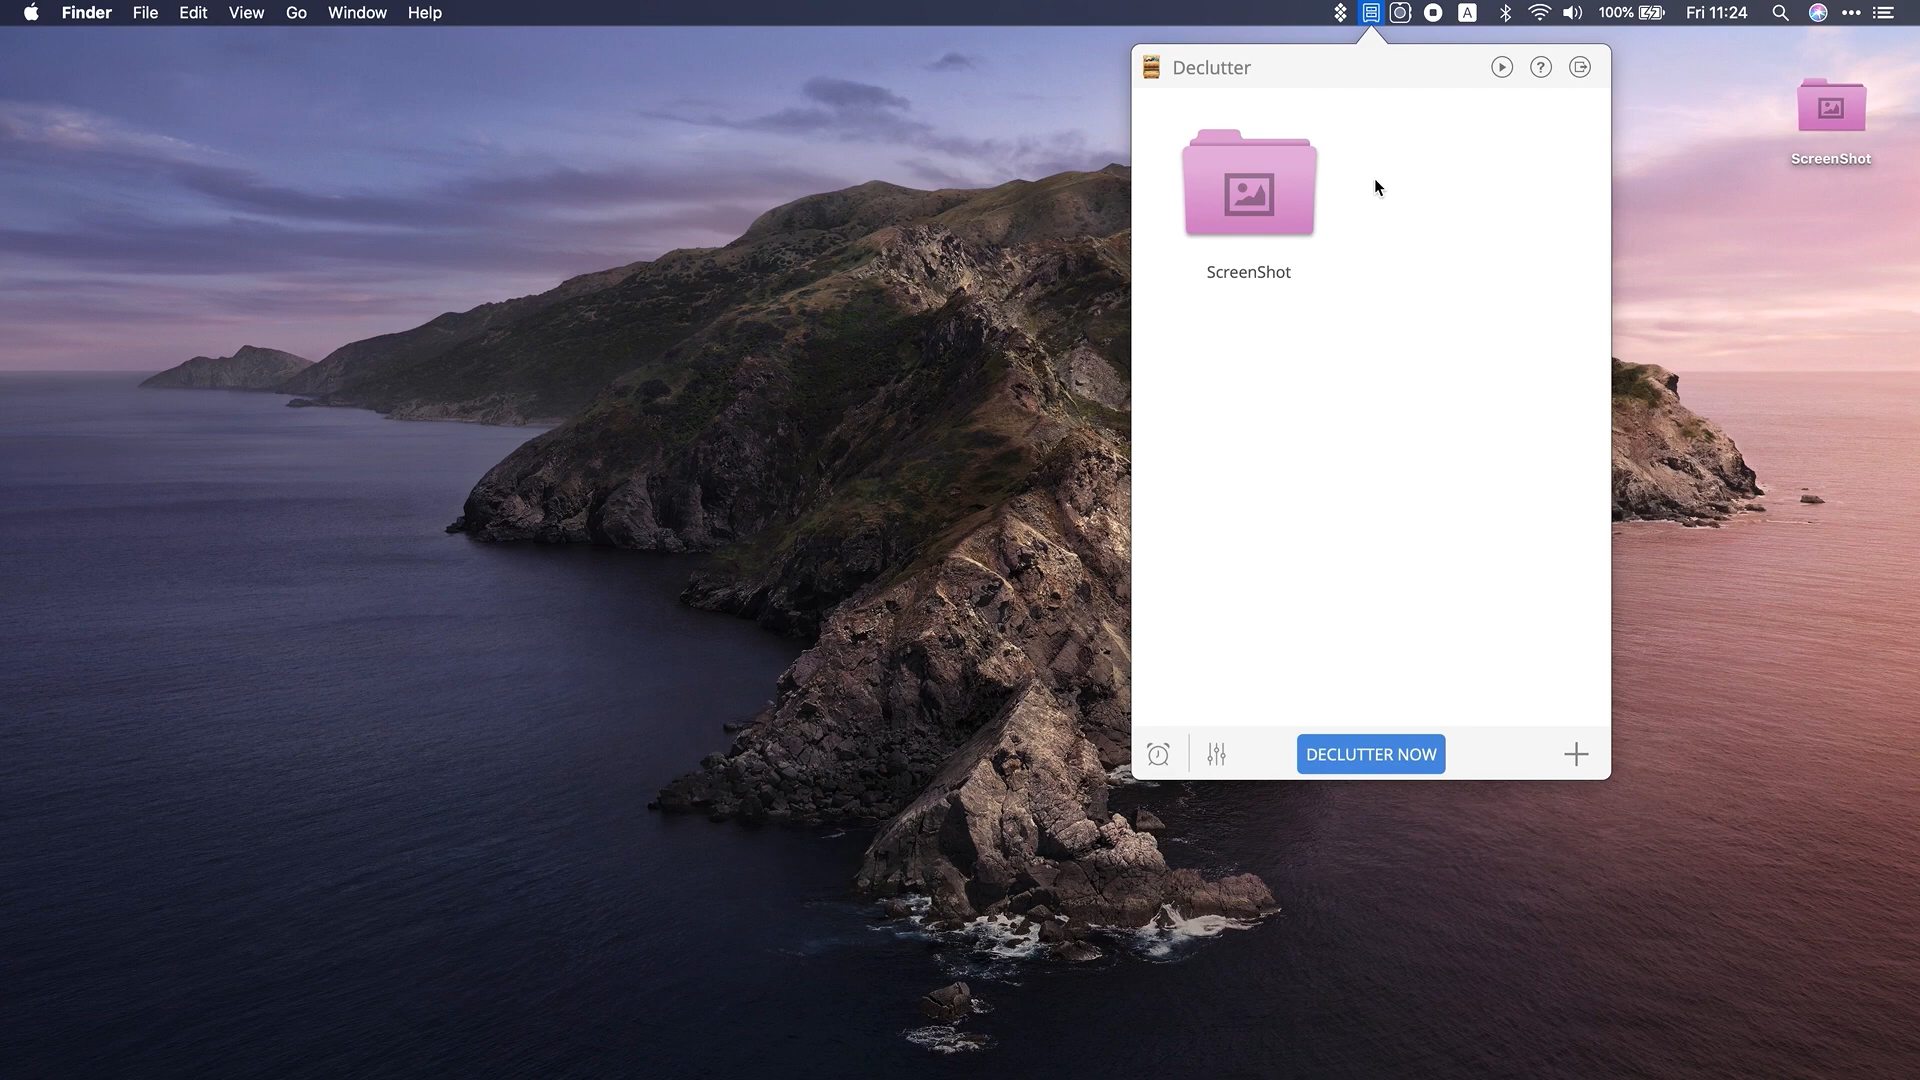 Finder File Edit View Go Window Help
A 100% Fri 11:24
Declutter
?
ScreenShot
ScreenShot
DECLUTTER NOW